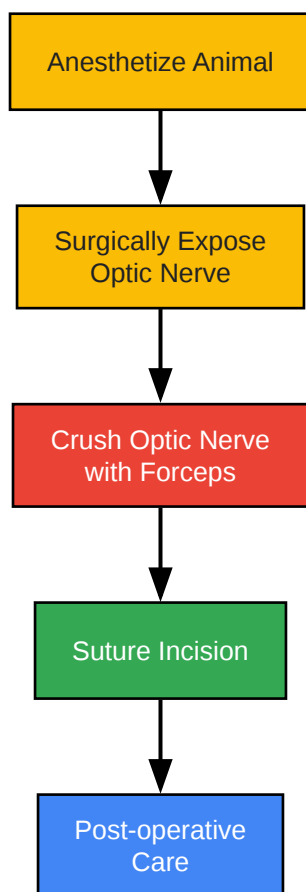 Anesthetize Animal
Surgically Expose
Optic Nerve
Crush Optic Nerve
with Forceps
Suture Incision
Post-operative
Care